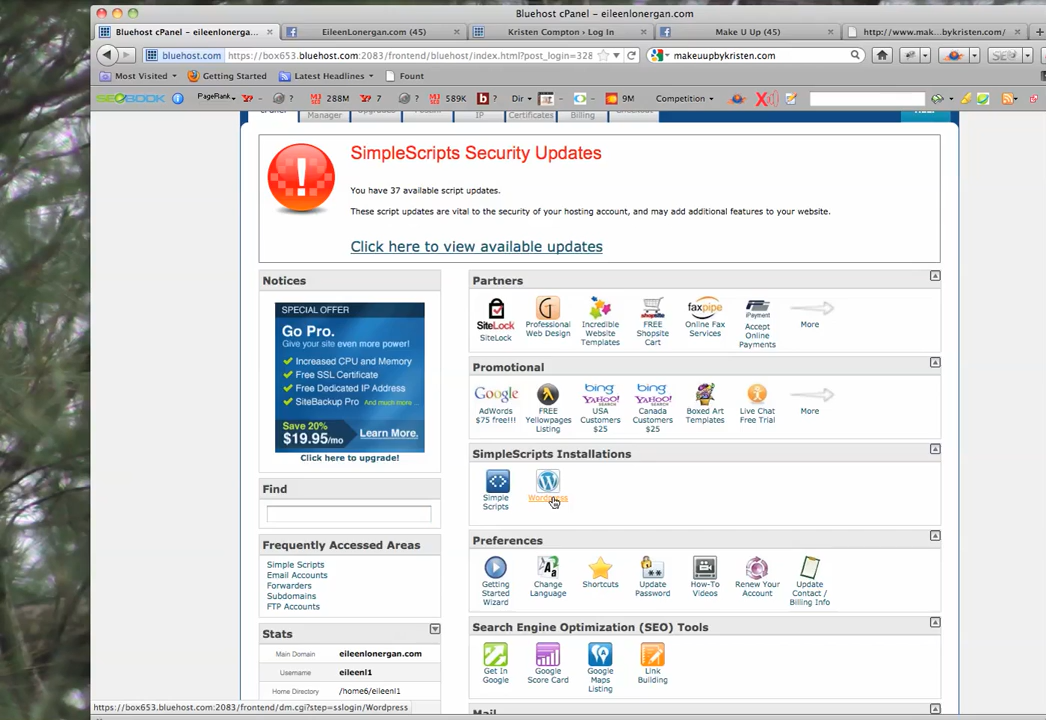 Bluehost cPanel – eileenlonergan.com
Bluehost cPanel – eileenlonerga...
EileenLonergan.com (45)
Kristen Compton › Log In
Make U Up (45)
http://www.mak...bykristen.com/
bluehost.com
https://box653.bluehost.com:2083/frontend/bluehost/index.html?post_login=328
makeuupbykristen.com
Most Visited
Getting Started
Latest Headlines
Fount
SEOBOOK
PageRank
?
288M
7
?
589K
?
Dir
9M
Competition
Manager
IP
Certificates
Billing
SimpleScripts Security Updates
You have 37 available script updates.
These script updates are vital to the security of your hosting account, and may add additional features to your website.
Click here to view available updates
Notices
SPECIAL OFFER
Go Pro.
Give your site even more power!
Increased CPU and Memory
Free SSL Certificate
Free Dedicated IP Address
SiteBackup Pro And much more...
Save 20%
$19.95/mo
Learn More.
Click here to upgrade!
Find
Frequently Accessed Areas
Simple Scripts
Email Accounts
Forwarders
Subdomains
FTP Accounts
Stats
Main Domain eileenlonergan.com
Username eileenl1
Home Directory /home6/eileenl1
Partners
SiteLock
SiteLock
Professional
Web Design
Incredible
Website
Templates
FREE
Shopsite
Cart
faxpipe
Online Fax
Services
iPayment
Accept
Online
Payments
More
Promotional
Google
AdWords
$75 free!!!
FREE
Yellowpages
Listing
bing
YAHOO!
SEARCH
USA
Customers
$25
bing
YAHOO!
SEARCH
Canada
Customers
$25
Boxed Art
Templates
Live Chat
Free Trial
More
SimpleScripts Installations
Simple
Scripts
Wordpress
Preferences
Getting
Started
Wizard
Change
Language
Shortcuts
Update
Password
How-To
Videos
Renew Your
Account
Update
Contact /
Billing Info
Search Engine Optimization (SEO) Tools
Get In
Google
Google
Score Card
Google
Maps
Listing
Link
Building
Mail
https://box653.bluehost.com:2083/frontend/dm.cgi?step=sslogin/Wordpress